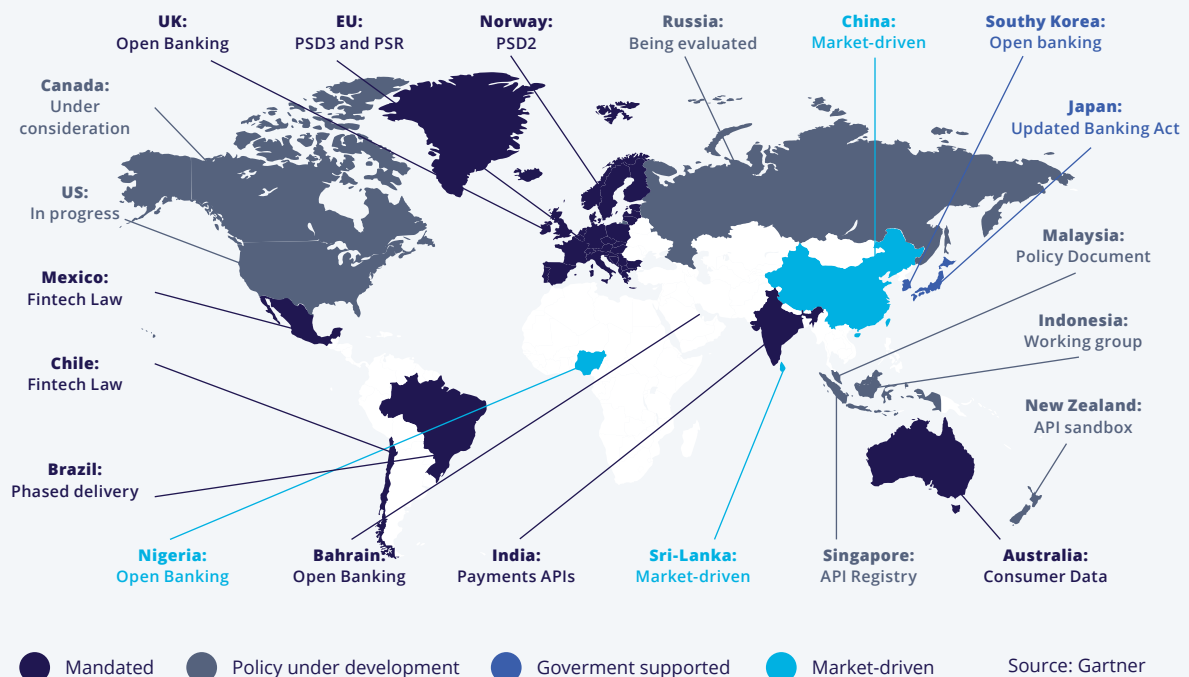 UK:
Open Banking
EU:
PSD3 and PSR
Norway:
PSD2
Russia:
Being evaluated
China:
Market-driven
Southy Korea:
Open banking
Canada:
Under
consideration
Japan:
Updated Banking Act
US:
In progress
Malaysia:
Policy Document
Mexico:
Fintech Law
Indonesia:
Working group
Chile:
Fintech Law
New Zealand:
API sandbox
Brazil:
Phased delivery
Nigeria:
Open Banking
Bahrain:
Open Banking
India:
Payments APIs
Sri-Lanka:
Market-driven
Singapore:
API Registry
Australia:
Consumer Data
Mandated
Policy under development
Goverment supported
Market-driven
Source: Gartner